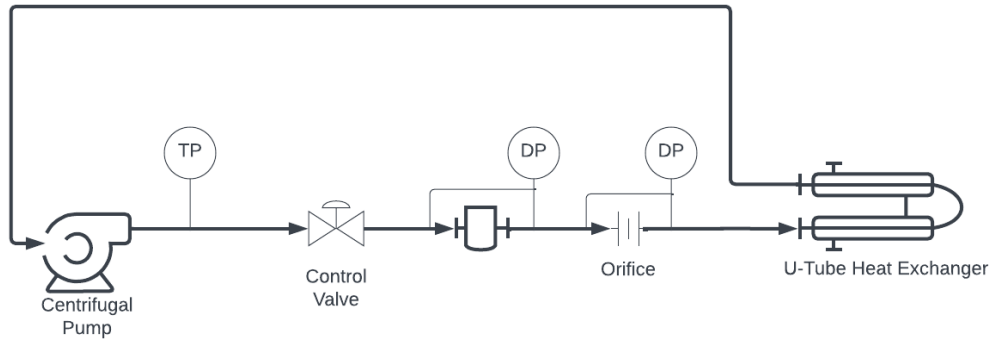 TP
DP
DP
Control
Valve
Orifice
U-Tube Heat Exchanger
Centrifugal
Pump